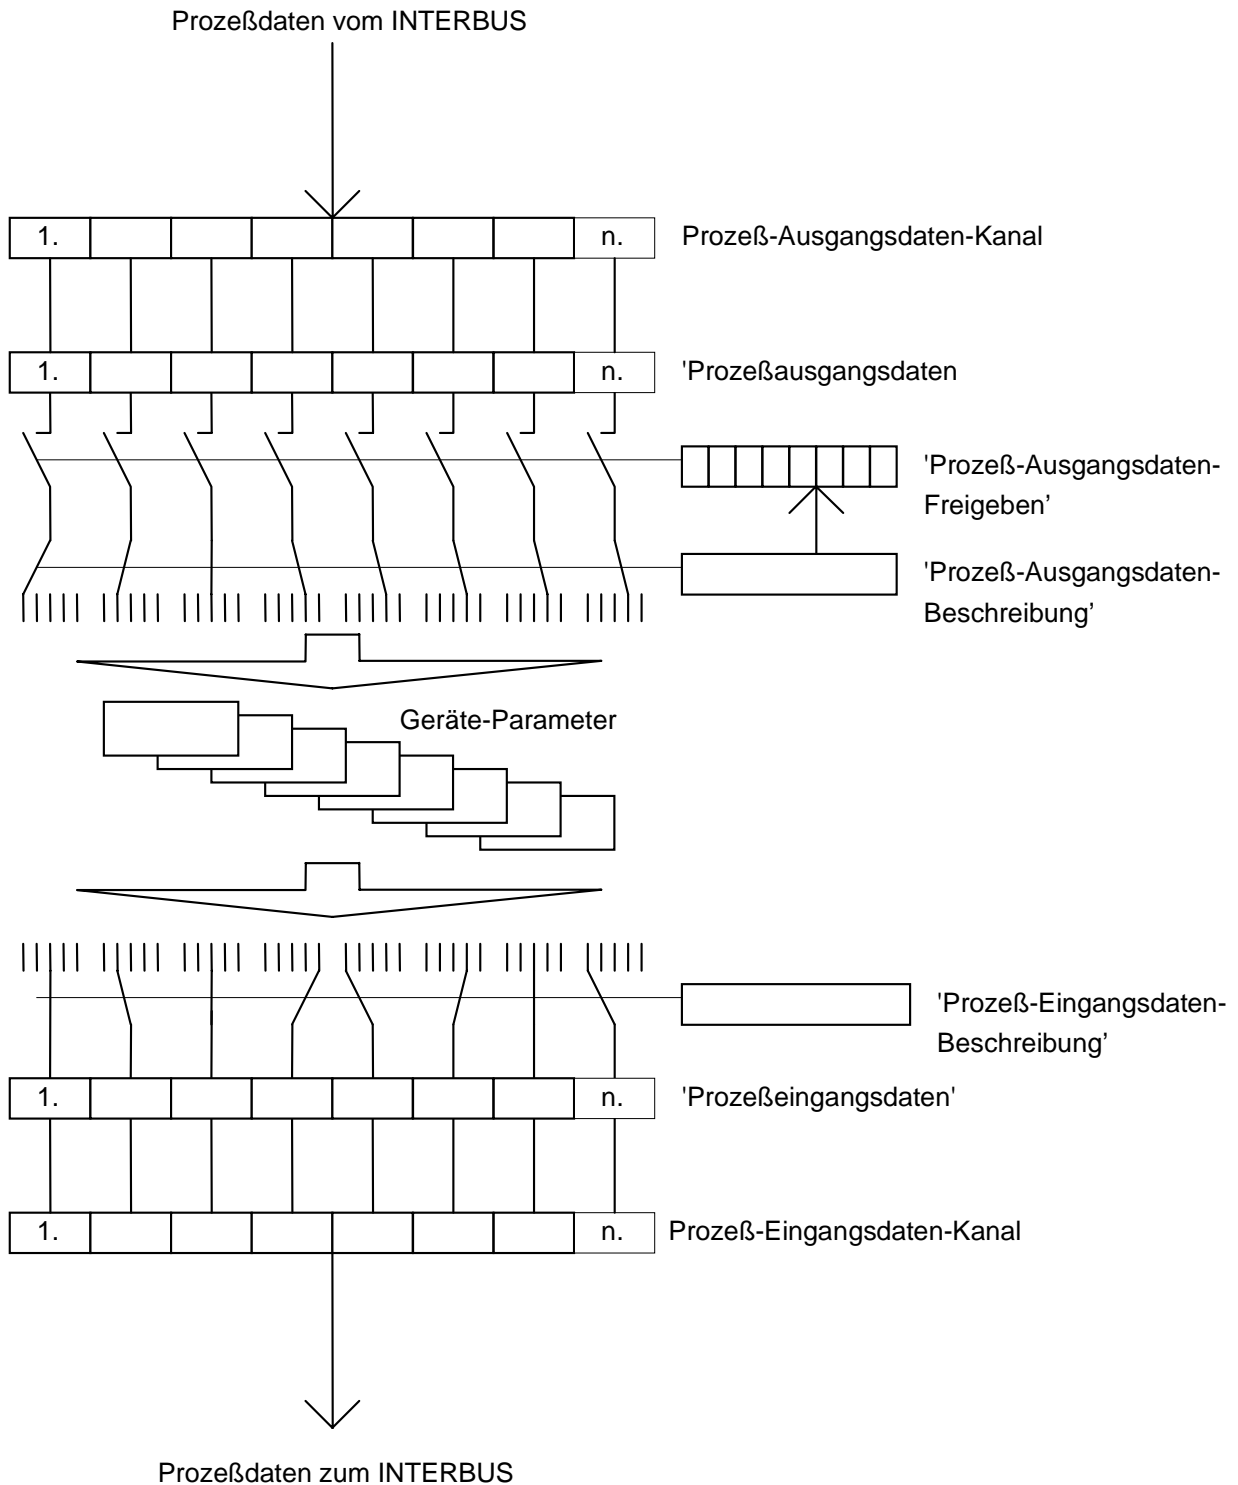 Prozeßdaten vom INTERBUS
1. n. Prozeß-Ausgangsdaten-Kanal
1. n. 'Prozeßausgangsdaten
'Prozeß-Ausgangsdaten-
Freigeben’
'Prozeß-Ausgangsdaten-
Beschreibung’
Geräte-Parameter
'Prozeß-Eingangsdaten-
Beschreibung’
1. n. 'Prozeßeingangsdaten'
1. n. Prozeß-Eingangsdaten-Kanal
Prozeßdaten zum INTERBUS